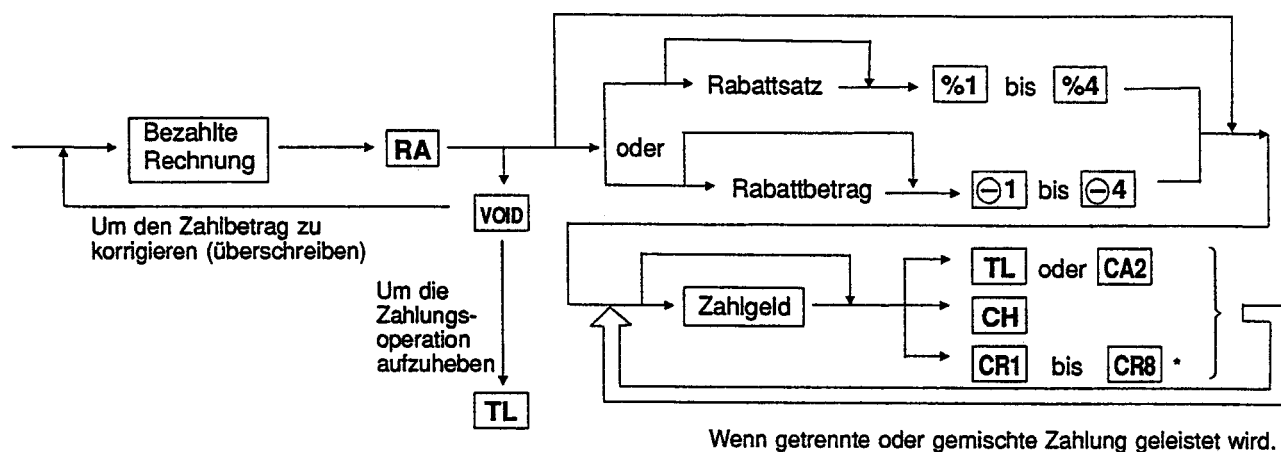 Bezahlte
Rechnung
RA
VOID
Um den Zahlbetrag zu
korrigieren (überschreiben)
Um die
Zahlungs-
operation
aufzuheben
TL
oder
Rabattsatz
%1 bis %4
Rabattbetrag
⊖1 bis ⊖4
Zahlgeld
TL oder CA2
CH
CR1 bis CR8 *
Wenn getrennte oder gemischte Zahlung geleistet wird.